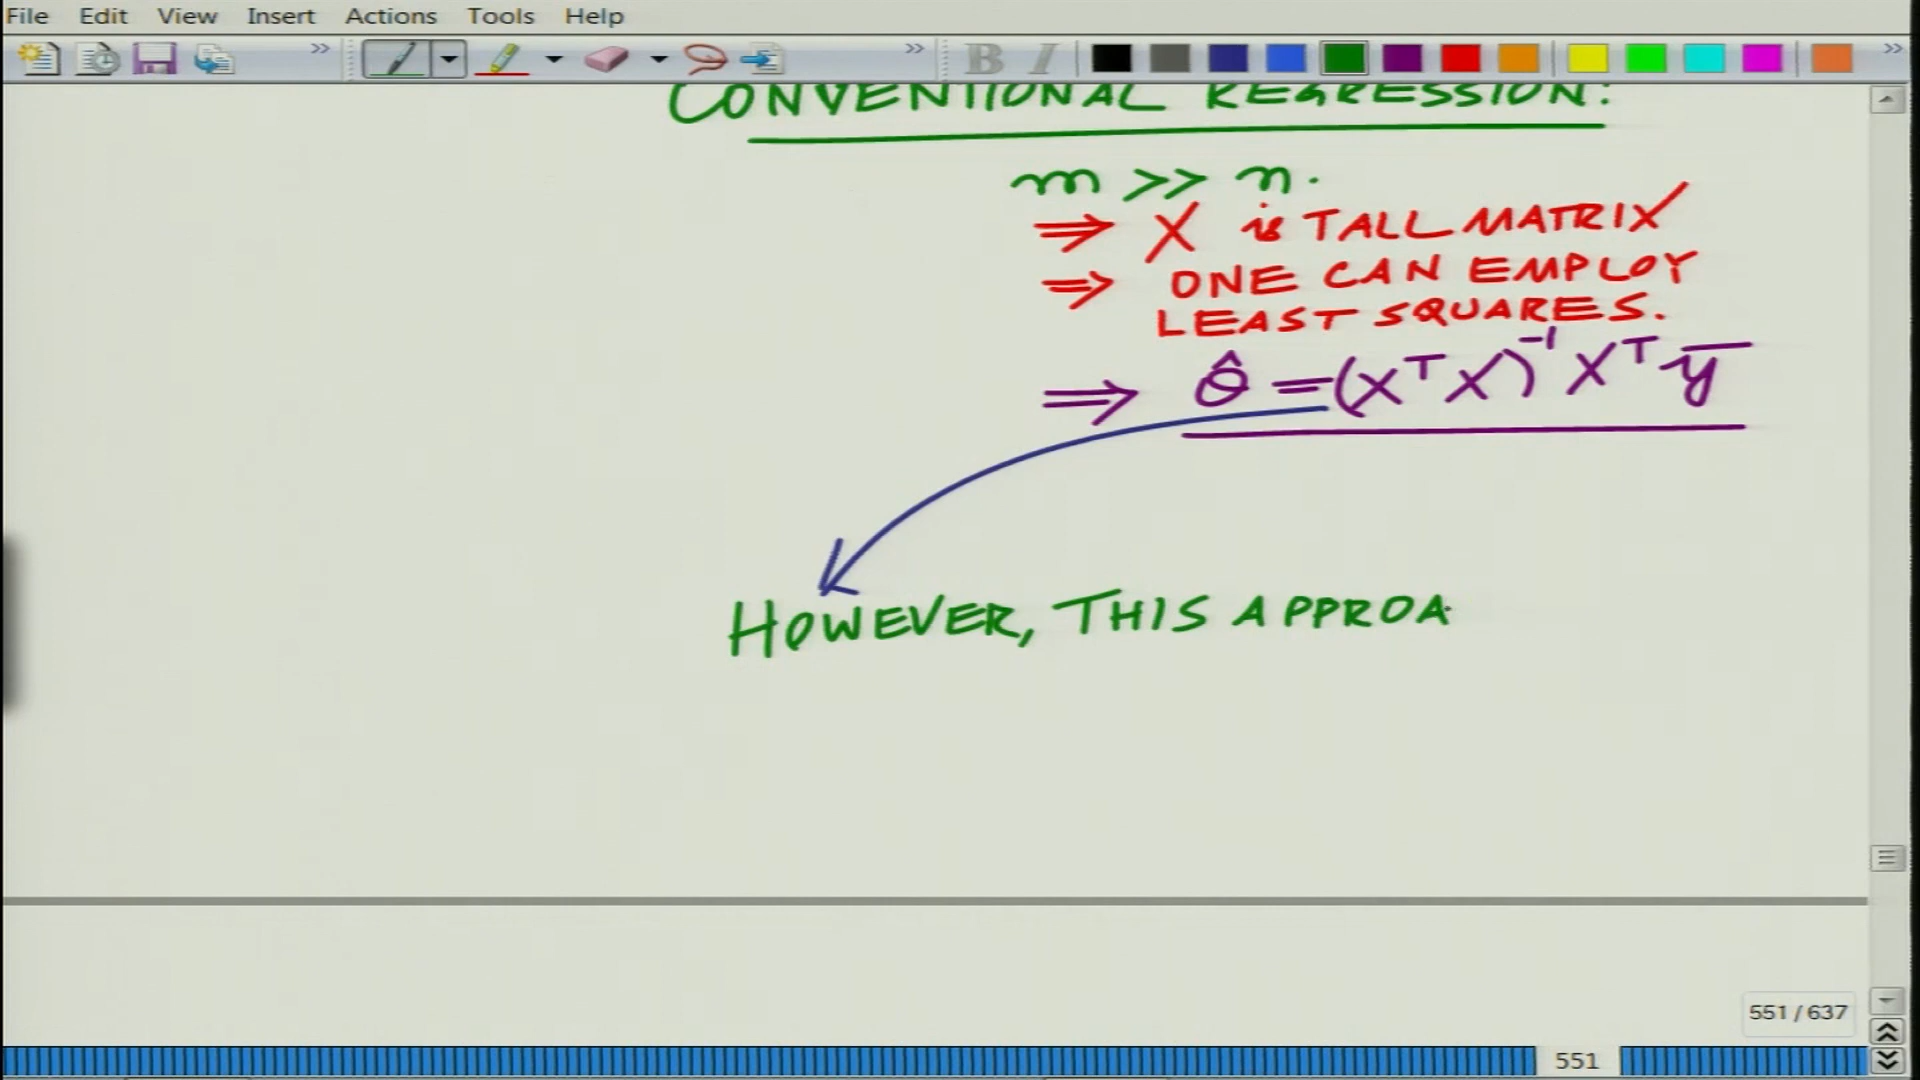 File Edit View Insert Actions Tools Help
B I
CONVENTIONAL REGRESSION:
m >> n.
⇒ X is TALL MATRIX
⇒ ONE CAN EMPLOY
LEAST SQUARES.
⇒ θ̂ = (XᵀX)⁻¹ Xᵀ ȳ
HOWEVER, THIS APPROA
551 / 637
551